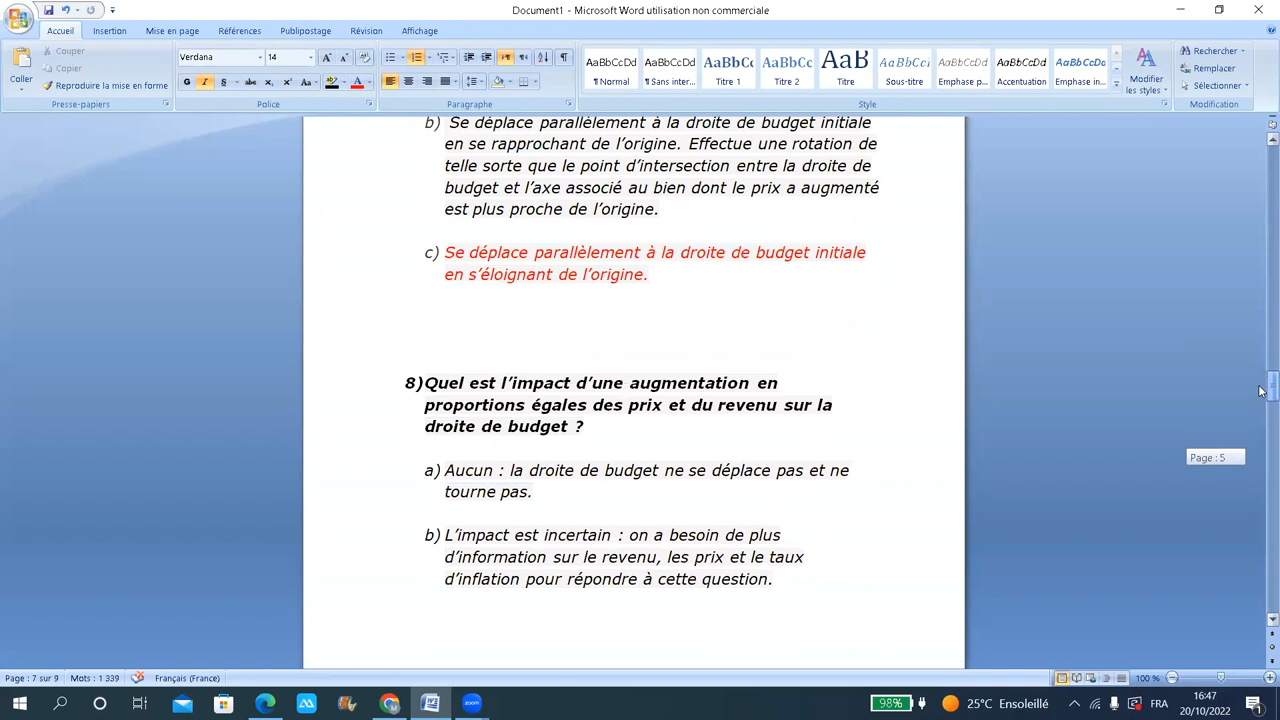 Document1 - Microsoft Word utilisation non commerciale
Accueil Insertion Mise en page Références Publipostage Révision Affichage
Coller
Couper
Copier
Reproduire la mise en forme
Presse-papiers
Verdana 14
G I S abc x₂ x² Aa
Police
Paragraphe
AaBbCcDd AaBbCcDd AaBbCc AaBbCc AaB AaBbCc AaBbCcDd AaBbCcDd AaBbCcDd
¶ Normal ¶ Sans inter... Titre 1 Titre 2 Titre Sous-titre Emphase p... Accentuation Emphase in...
Modifier
les styles
Style
Rechercher
Remplacer
Sélectionner
Modification
b) Se déplace parallèlement à la droite de budget initiale
en se rapprochant de l’origine. Effectue une rotation de
telle sorte que le point d’intersection entre la droite de
budget et l’axe associé au bien dont le prix a augmenté
est plus proche de l’origine.
c) Se déplace parallèlement à la droite de budget initiale
en s’éloignant de l’origine.
8) Quel est l’impact d’une augmentation en
proportions égales des prix et du revenu sur la
droite de budget ?
a) Aucun : la droite de budget ne se déplace pas et ne
tourne pas.
b) L’impact est incertain : on a besoin de plus
d’information sur le revenu, les prix et le taux
d’inflation pour répondre à cette question.
Page : 5
Page : 7 sur 9 Mots : 1 339 Français (France) 100 %
98% 25°C Ensoleillé FRA 16:47
20/10/2022